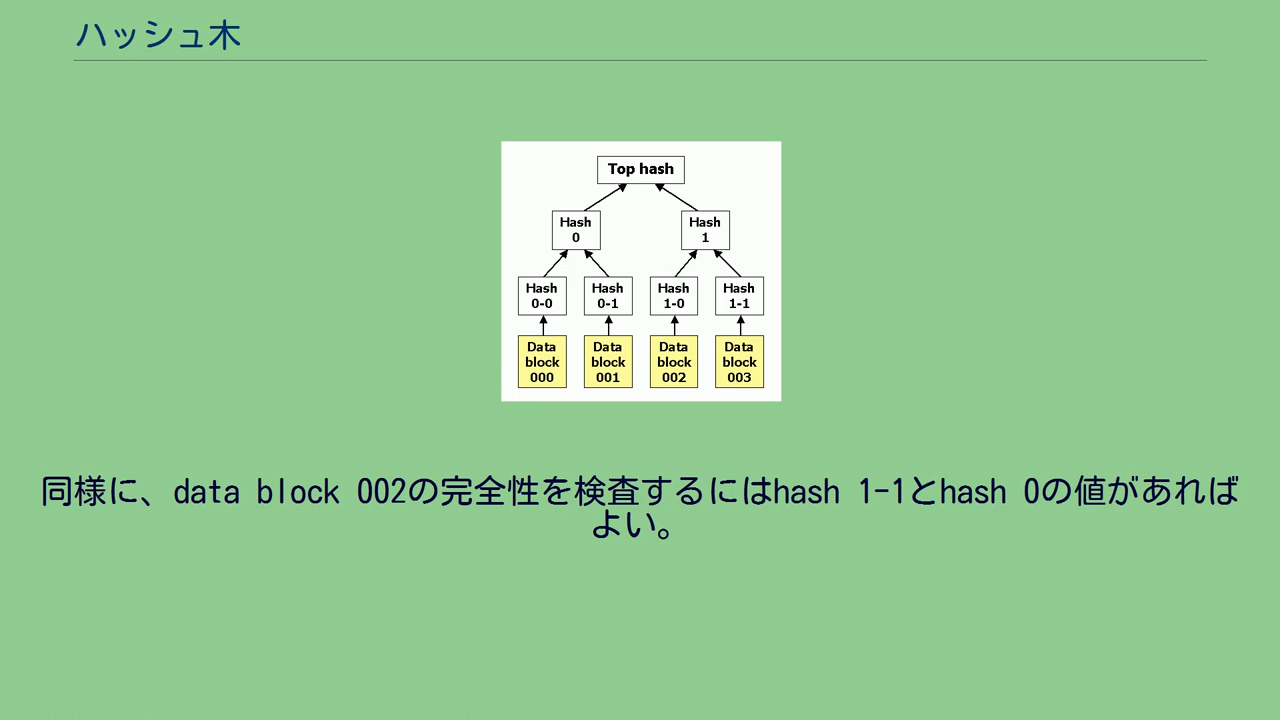 ハッシュ木
Top hash
Hash
0
Hash
1
Hash
0-0
Hash
0-1
Hash
1-0
Hash
1-1
Data
block
000
Data
block
001
Data
block
002
Data
block
003
同様に、data block 002の完全性を検査するにはhash 1-1とhash 0の値があれば
よい。